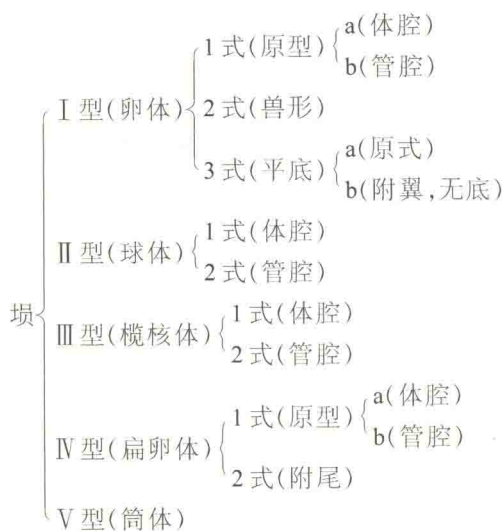 a(体腔)
1式(原型)
b(管腔)
Ⅰ型(卵体)
2式(兽形)
a(原式)
3式(平底)
b(附翼,无底)
1式(体腔)
Ⅱ型(球体)
2式(管腔)
埙
1式(体腔)
Ⅲ型(榄核体)
2式(管腔)
a(体腔)
1式(原型)
b(管腔)
Ⅳ型(扁卵体)
2式(附尾)
Ⅴ型(筒体)